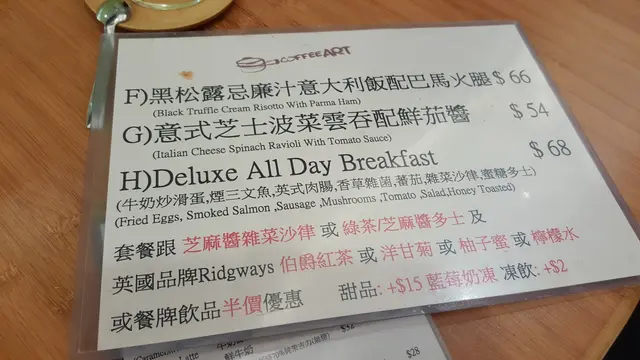 COFFEE ART
F)黑松露忌廉汁意大利飯配巴馬火腿 $ 66
(Black Truffle Cream Risotto With Parma Ham)
G)意式芝士波菜雲吞配鮮茄醬 $ 54
(Italian Cheese Spinach Ravioli With Tomato Sauce)
H)Deluxe All Day Breakfast $ 68
(牛奶炒滑蛋,煙三文魚,英式肉腸,香草雜菌,蕃茄,雜菜沙律,蜜糖多士)
(Fried Eggs, Smoked Salmon ,Sausage ,Mushrooms ,Tomato ,Salad,Honey Toasted)
套餐跟 芝麻醬雜菜沙律 或 綠茶/芝麻醬多士 及
英國品牌Ridgways 伯爵紅茶 或 洋甘菊 或 柚子蜜 或 檸檬水
或餐牌飲品半價優惠 甜品: +$15 藍莓奶凍 凍飲: +$2
Latte
鮮牛奶
$28